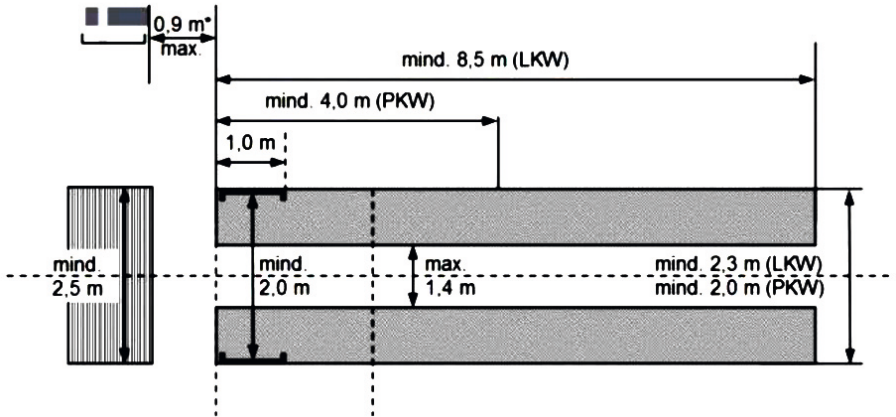 0,9 m*
max.
mind. 8,5 m (LKW)
mind. 4,0 m (PKW)
1,0 m
mind.
2,5 m
mind.
2,0 m
max.
1,4 m
mind. 2,3 m (LKW)
mind. 2,0 m (PKW)